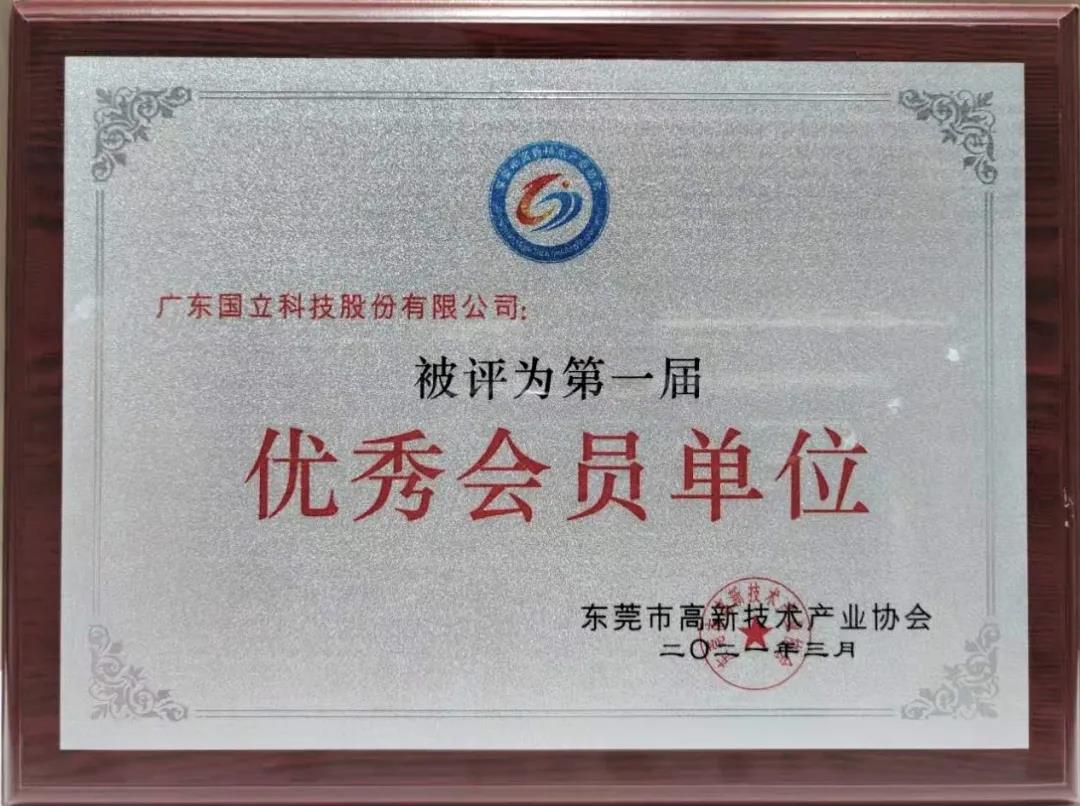 广东国立科技股份有限公司:
被评为第一届
优秀会员单位
东莞市高新技术产业协会
二〇二一年三月